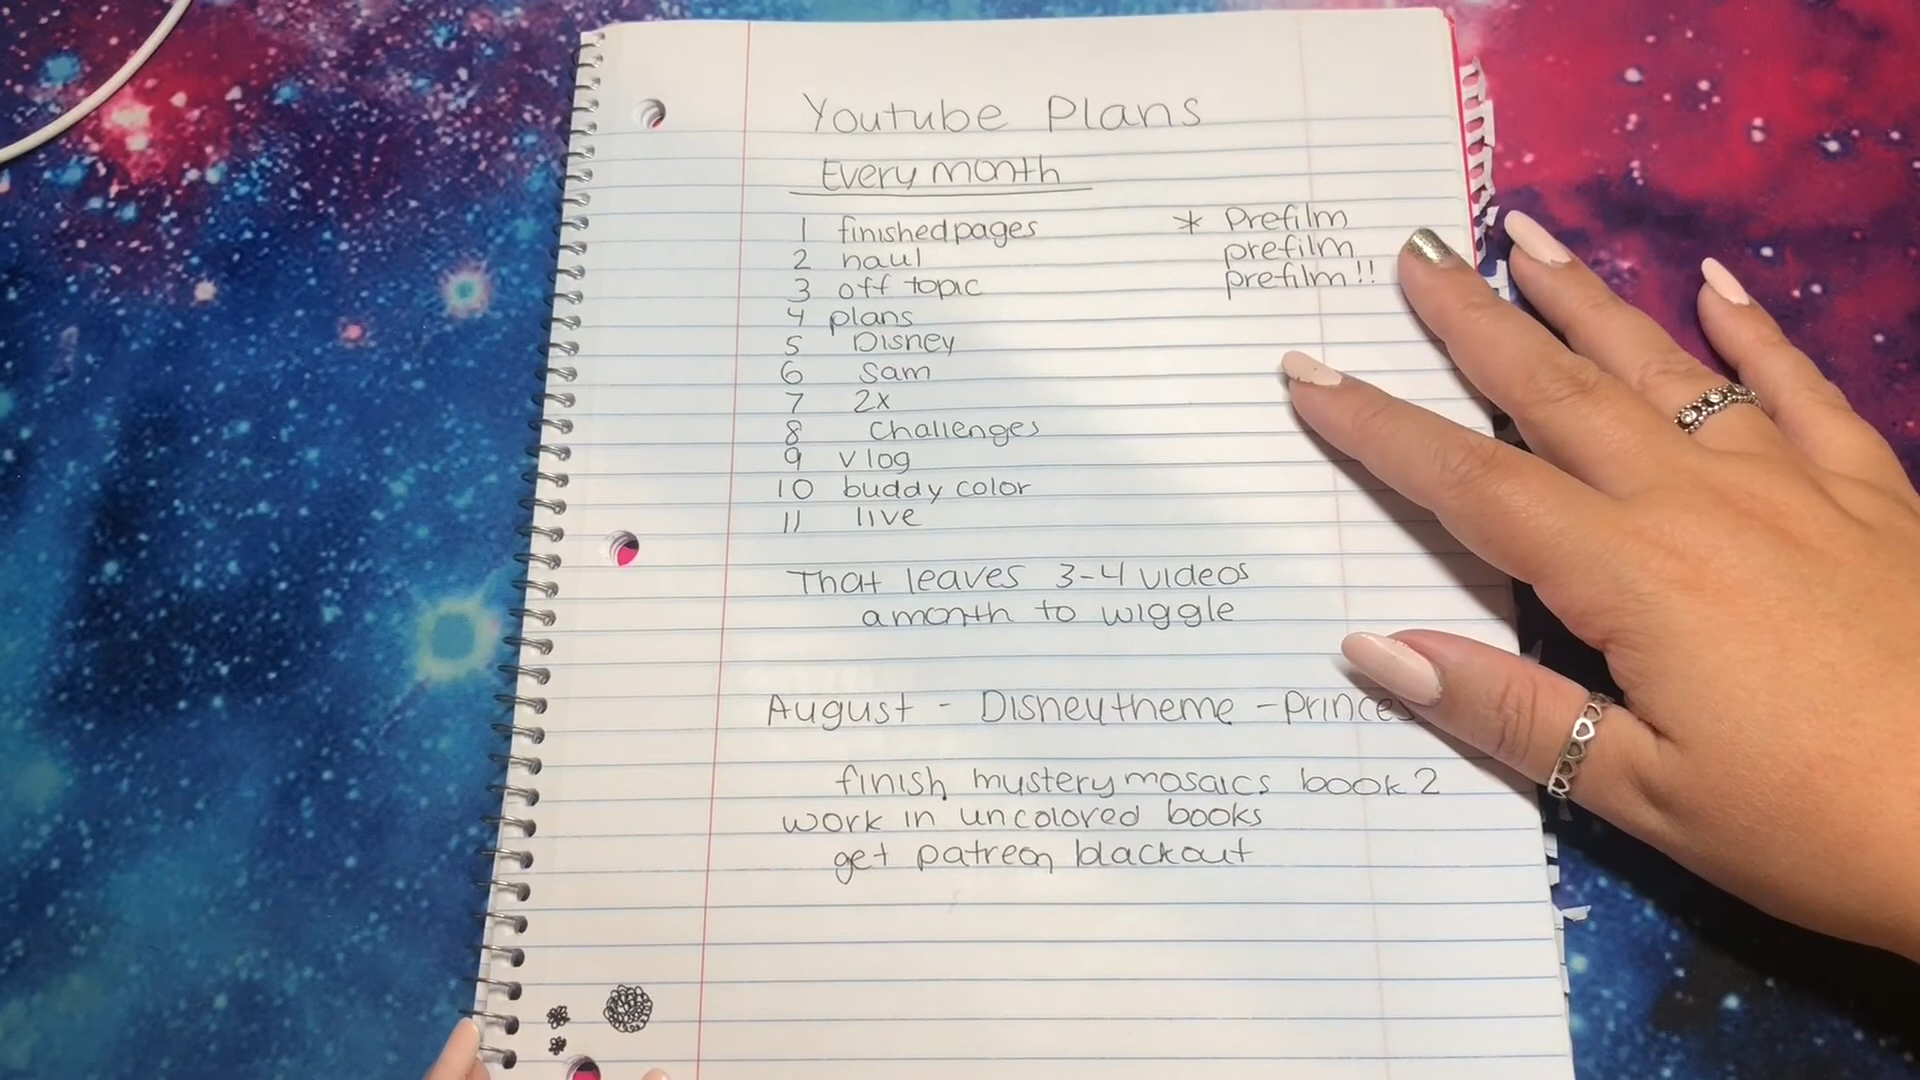 Youtube Plans
Every month
1 finished pages
2 haul
3 off topic
4 plans
5 Disney
6 Sam
7 2x
8 Challenges
9 vlog
10 buddy color
11 live
* Prefilm
prefilm
prefilm!!
That leaves 3-4 videos
a month to wiggle
August - Disney theme - Princes
finish mystery mosaics book 2
work in uncolored books
get patreon blackout